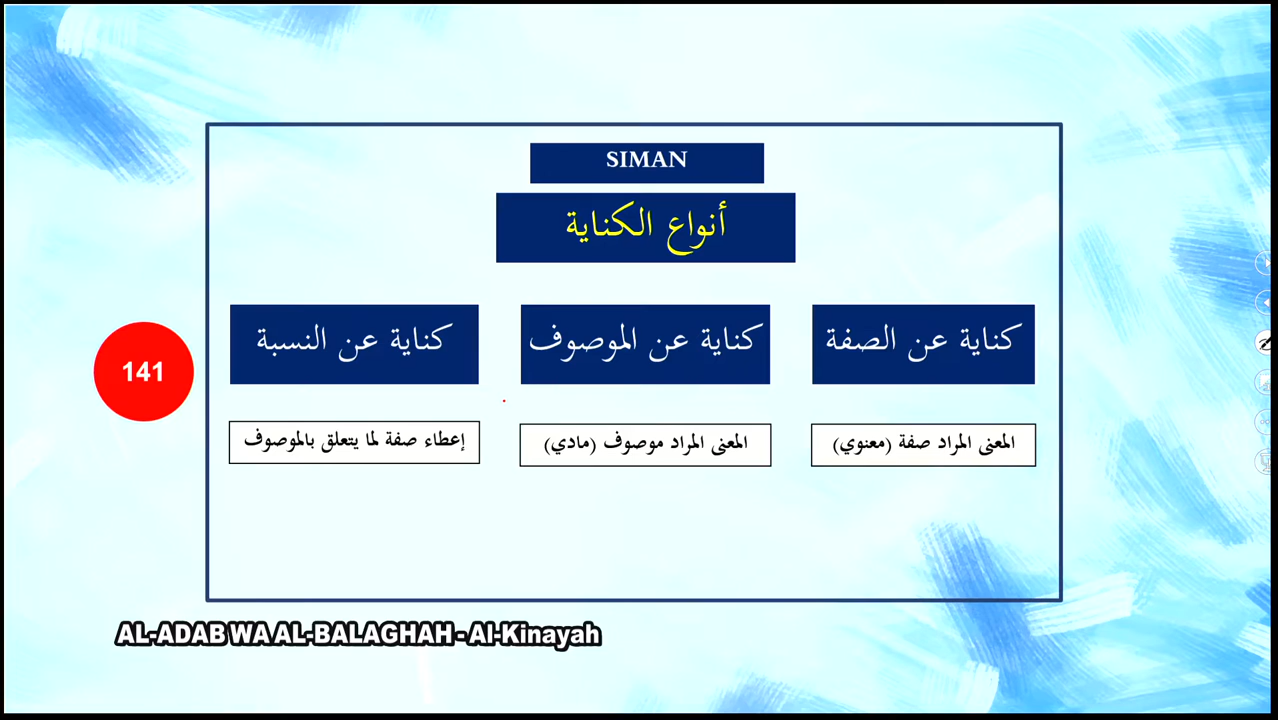 SIMAN
أنواع الكناية
كناية عن الصفة
كناية عن الموصوف
كناية عن النسبة
المعنى المراد صفة (معنوي)
المعنى المراد موصوف (مادي)
إعطاء صفة لما يتعلق بالموصوف
141
AL-ADAB WA AL-BALAGHAH - Al-Kinayah